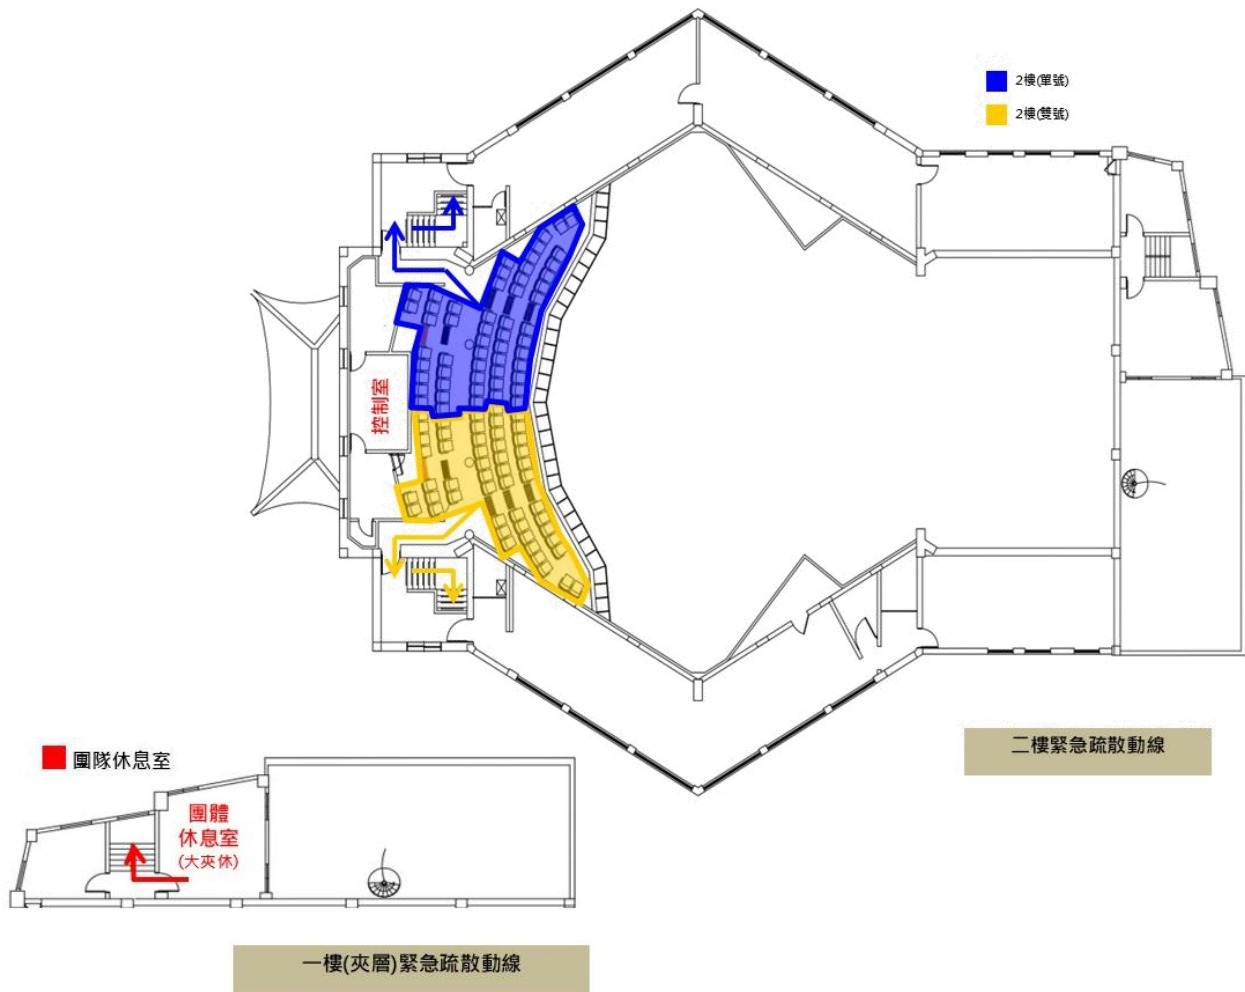 2樓(單號)
2樓(雙號)
控制室
二樓緊急疏散動線
團隊休息室
團體
休息室
(大夾休)
一樓(夾層)緊急疏散動線